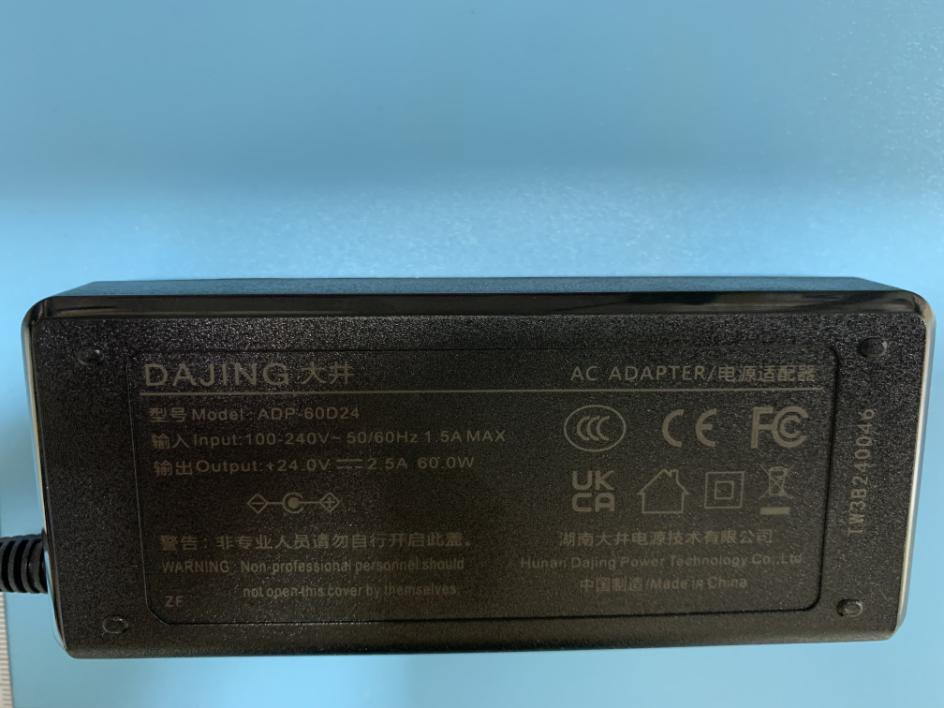 DAJING 大井
AC ADAPTER/电源适配器
型号 Model: ADP-60D24
输入 Input:100-240V~ 50/60Hz 1.5A MAX
输出 Output:+24.0V 2.5A 60.0W
CCC
CE
FC
UK
CA
警告：非专业人员请勿自行开启此盖。
WARNING: Non-professional personnel should
not open this cover by themselves.
ZF
湖南大井电源技术有限公司
Hunan Dajing Power Technology Co.,Ltd
中国制造/Made in China